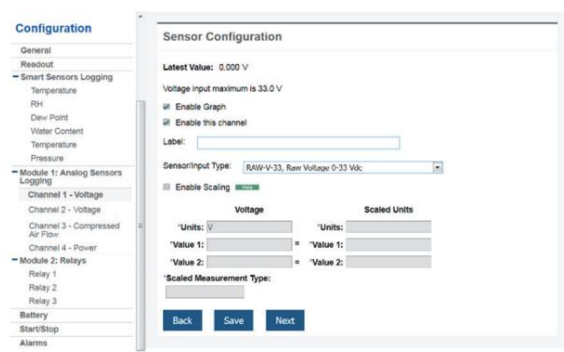 Configuration
General
Readout
Smart Sensors Logging
Temperature
RH
Dew Point
Water Content
Temperature
Pressure
Module 1: Analog Sensors
Logging
Channel 1 - Voltage
Channel 2 - Voltage
Channel 3 - Compressed
Air Flow
Channel 4 - Power
Module 2: Relays
Relay 1
Relay 2
Relay 3
Battery
Start/Stop
Alarms
Sensor Configuration
Latest Value: 0.000 V
Voltage input maximum is 33.0 V
Enable Graph
Enable this channel
Label:
Sensor/Input Type: RAW-V-33, Raw Voltage 0-33 Vdc
Enable Scaling
Voltage Scaled Units
*Units: V *Units:
*Value 1: = *Value 1:
*Value 2: = *Value 2:
*Scaled Measurement Type:
Back Save Next